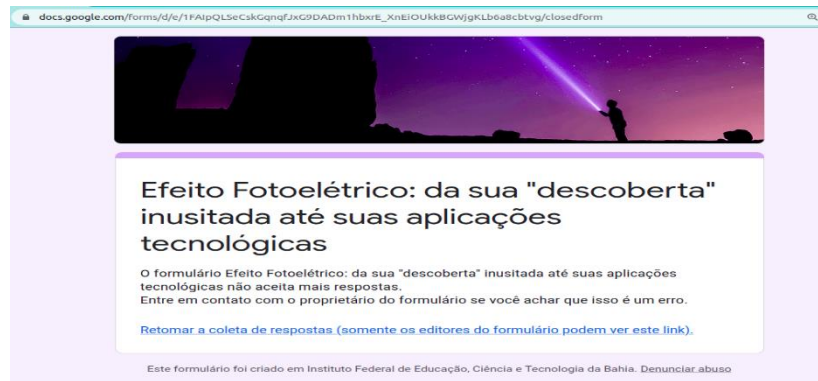 docs.google.com/forms/d/e/1FAIpQLSeCskGqnqfJxG9DADm1hbxrE_XnEiOUkkBGWjgKLb6a8cbtvg/closedform
Efeito Fotoelétrico: da sua "descoberta"
inusitada até suas aplicações
tecnológicas
O formulário Efeito Fotoelétrico: da sua "descoberta" inusitada até suas aplicações
tecnológicas não aceita mais respostas.
Entre em contato com o proprietário do formulário se você achar que isso é um erro.
Retomar a coleta de respostas (somente os editores do formulário podem ver este link).
Este formulário foi criado em Instituto Federal de Educação, Ciência e Tecnologia da Bahia. Denunciar abuso